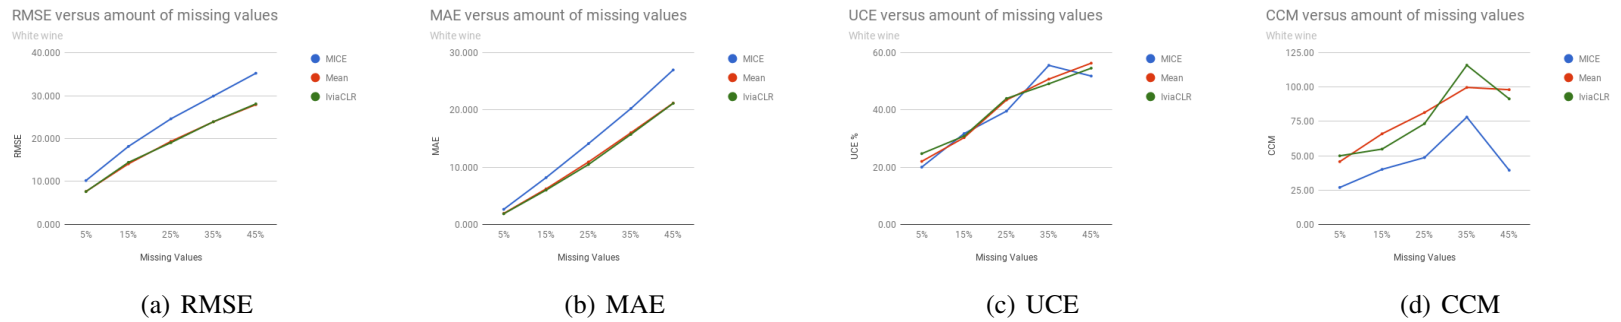 RMSE versus amount of missing values
White wine
40.000
30.000
20.000
10.000
0.000
RMSE
5% 15% 25% 35% 45%
Missing Values
MICE
Mean
IviaCLR
(a) RMSE
MAE versus amount of missing values
White wine
30.000
20.000
10.000
0.000
MAE
5% 15% 25% 35% 45%
Missing Values
MICE
Mean
IviaCLR
(b) MAE
UCE versus amount of missing values
White wine
60.00
40.00
20.00
0.00
UCE %
5% 15% 25% 35% 45%
Missing Values
MICE
Mean
IviaCLR
(c) UCE
CCM versus amount of missing values
White wine
125.00
100.00
75.00
50.00
25.00
0.00
CCM
5% 15% 25% 35% 45%
Missing Values
MICE
Mean
IviaCLR
(d) CCM